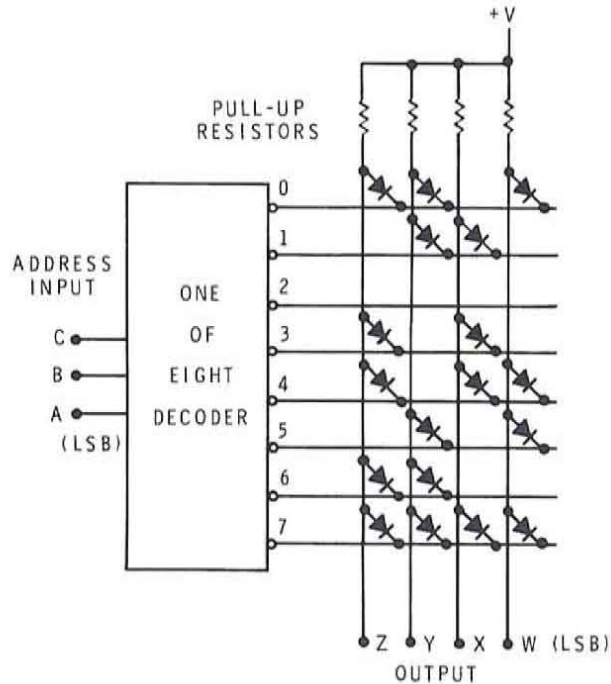 +V
PULL-UP
RESISTORS
0
1
ADDRESS
INPUT
ONE
2
C
OF
3
B
EIGHT
4
A
DECODER
(LSB)
5
6
7
Z Y X W (LSB)
OUTPUT